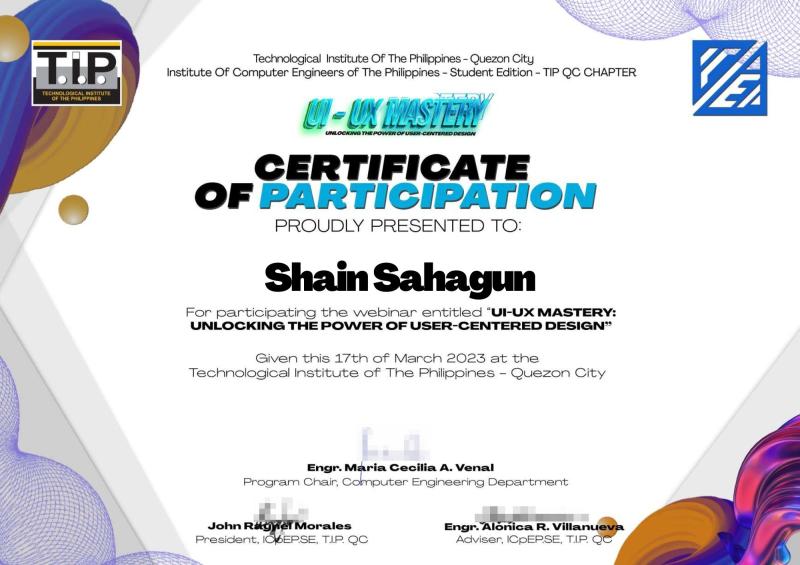 T.I.P.
TECHNOLOGICAL INSTITUTE
OF THE PHILIPPINES
Technological Institute Of The Philippines - Quezon City
Institute Of Computer Engineers of The Philippines - Student Edition - TIP QC CHAPTER
UI - UX MASTERY
UNLOCKING THE POWER OF USER-CENTERED DESIGN
CERTIFICATE
OF PARTICIPATION
PROUDLY PRESENTED TO:
Shain Sahagun
For participating the webinar entitled "UI-UX MASTERY:
UNLOCKING THE POWER OF USER-CENTERED DESIGN"
Given this 17th of March 2023 at the
Technological Institute of The Philippines - Quezon City
Engr. Maria Cecilia A. Venal
Program Chair, Computer Engineering Department
John Ragnel Morales
President, ICpEP.SE, T.I.P. QC
Engr. Alonica R. Villanueva
Adviser, ICpEP.SE, T.I.P. QC